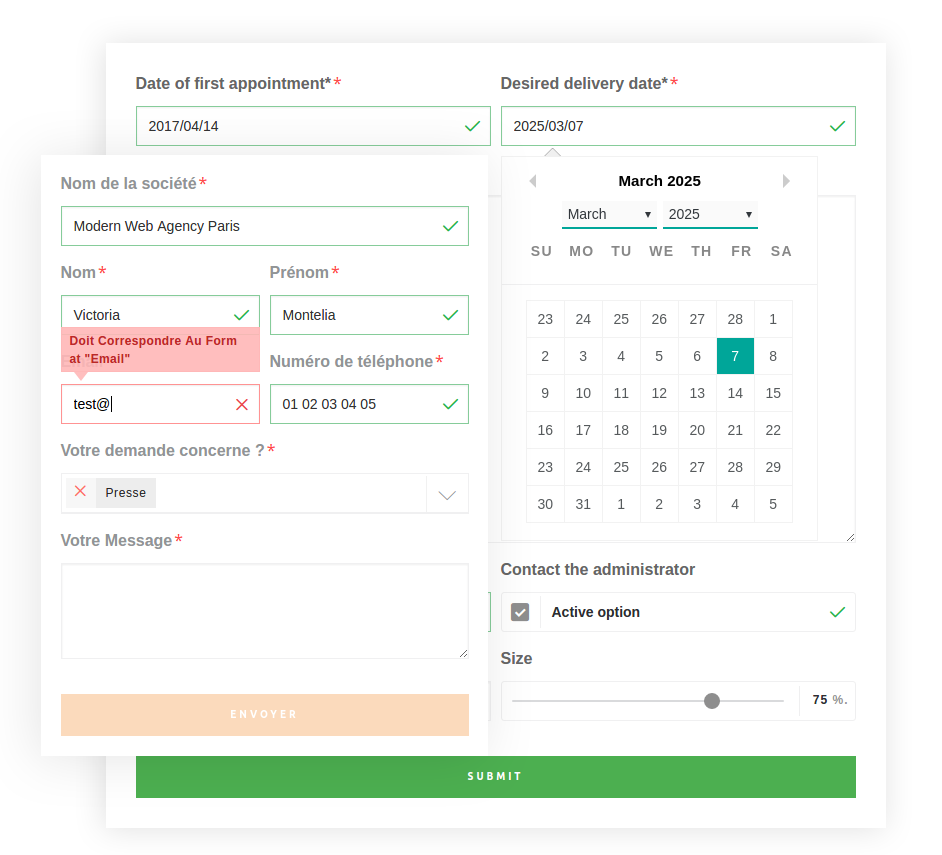 Date of first appointment**
Desired delivery date**
2017/04/14
2025/03/07
Nom de la société*
Modern Web Agency Paris
Nom*
Prénom*
Victoria
Montelia
Doit Correspondre Au Form
at "Email"
Numéro de téléphone*
test@
01 02 03 04 05
Votre demande concerne ?*
Presse
Votre Message*
ENVOYER
March 2025
March 2025
SU MO TU WE TH FR SA
23 24 25 26 27 28 1
2 3 4 5 6 7 8
9 10 11 12 13 14 15
16 17 18 19 20 21 22
23 24 25 26 27 28 29
30 31 1 2 3 4 5
Contact the administrator
Active option
Size
75 %.
SUBMIT